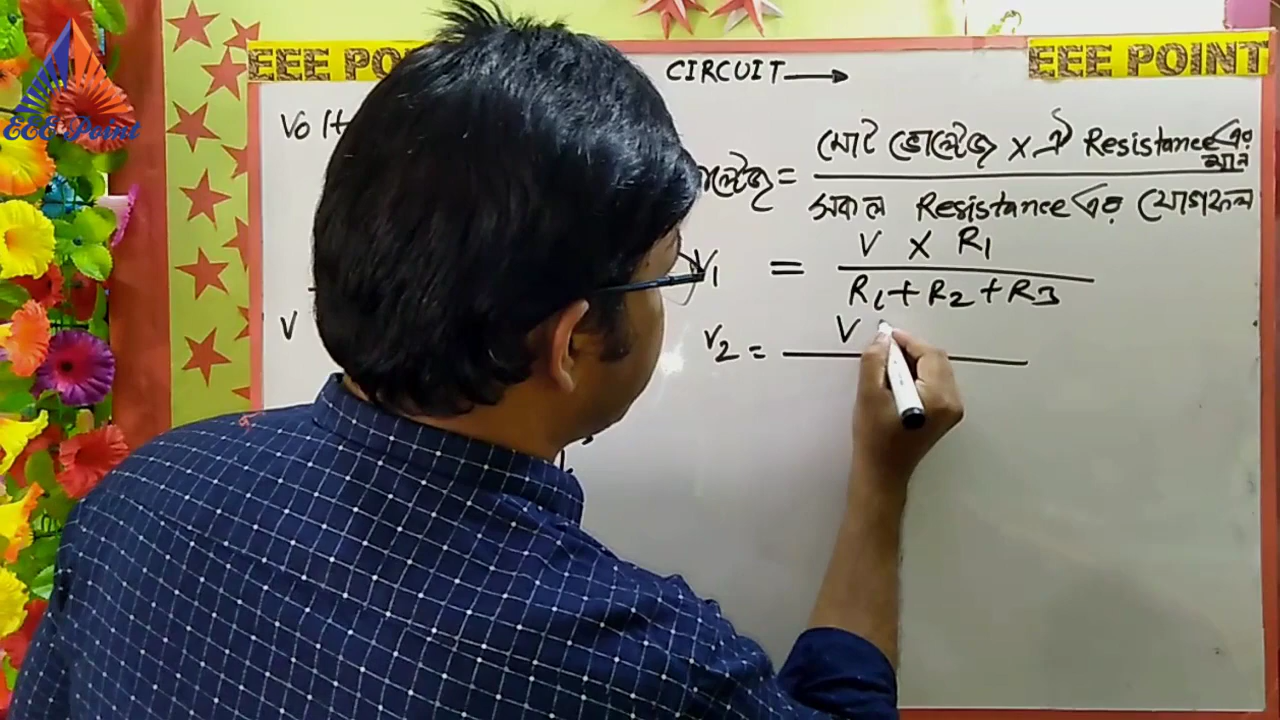 EEE Point
EEE PO
CIRCUIT →
EEE POINT
Volt
মোট ভোল্টেজ X ঐ Resistance এর মান
ল্টেজ =
সকল Resistance এর যোগফল
V1 = V X R1
R1 + R2 + R3
V
V2 = V